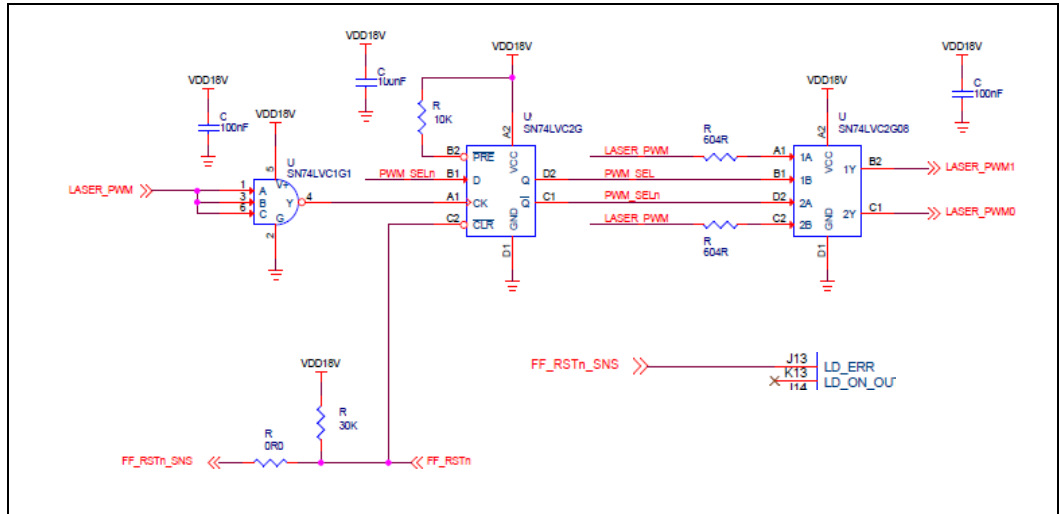 VDD18V
C
100nF
VDD18V
U
SN74LVC1G1
LASER_PWM
1
3
6
A
B
C
V+
Y
G
5
4
2
VDD18V
C
VDD18V
R
10K
U
SN74LVC2G
A2
B2
PRE
VCC
PWM_SELn
B1
D
Q
D2
A1
CK
Q
C1
C2
CLR
GND
D1
LASER_PWM
R
604R
PWM_SEL
PWM_SELn
LASER_PWM
R
604R
VDD18V
U
SN74LVC2G08
A2
A1
1A
VCC
1Y
B2
LASER_PWM1
B1
1B
D2
2A
C1
LASER_PWM0
C2
2B
GND
2Y
D1
VDD18V
C
100nF
FF_RSTn_SNS
J13
LD_ERR
K13
LD_ON_OUT
J14
VDD18V
R
30K
R
0R0
FF_RSTn_SNS
FF_RSTn